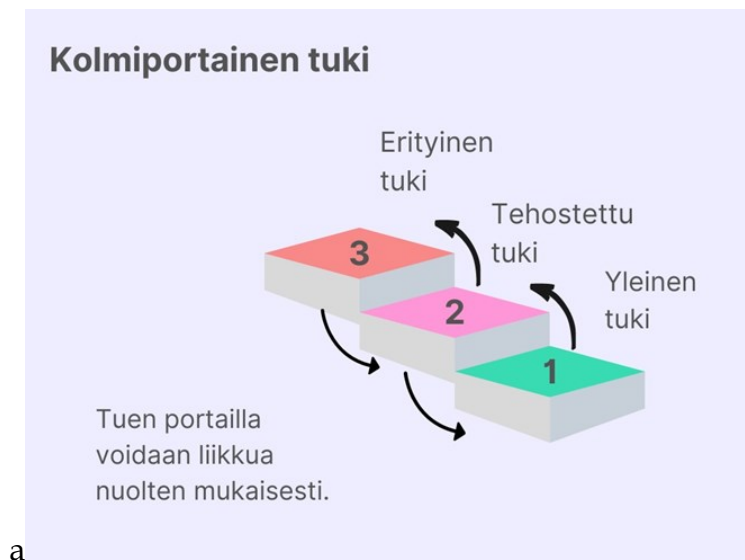 Kolmiportainen tuki
Erityinen
tuki
Tehostettu
tuki
Yleinen
tuki
3
2
1
Tuen portailla
voidaan liikkua
nuolten mukaisesti.
a